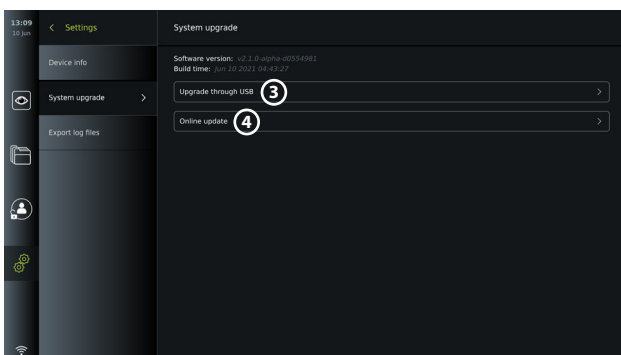 13:09
10 Jun
Settings
System upgrade
Device info
System upgrade
Export log files
Software version: v2.1.0-alpha-d0554981
Build time: Jun 10 2021 04:43:27
Upgrade through USB 3
Online update 4